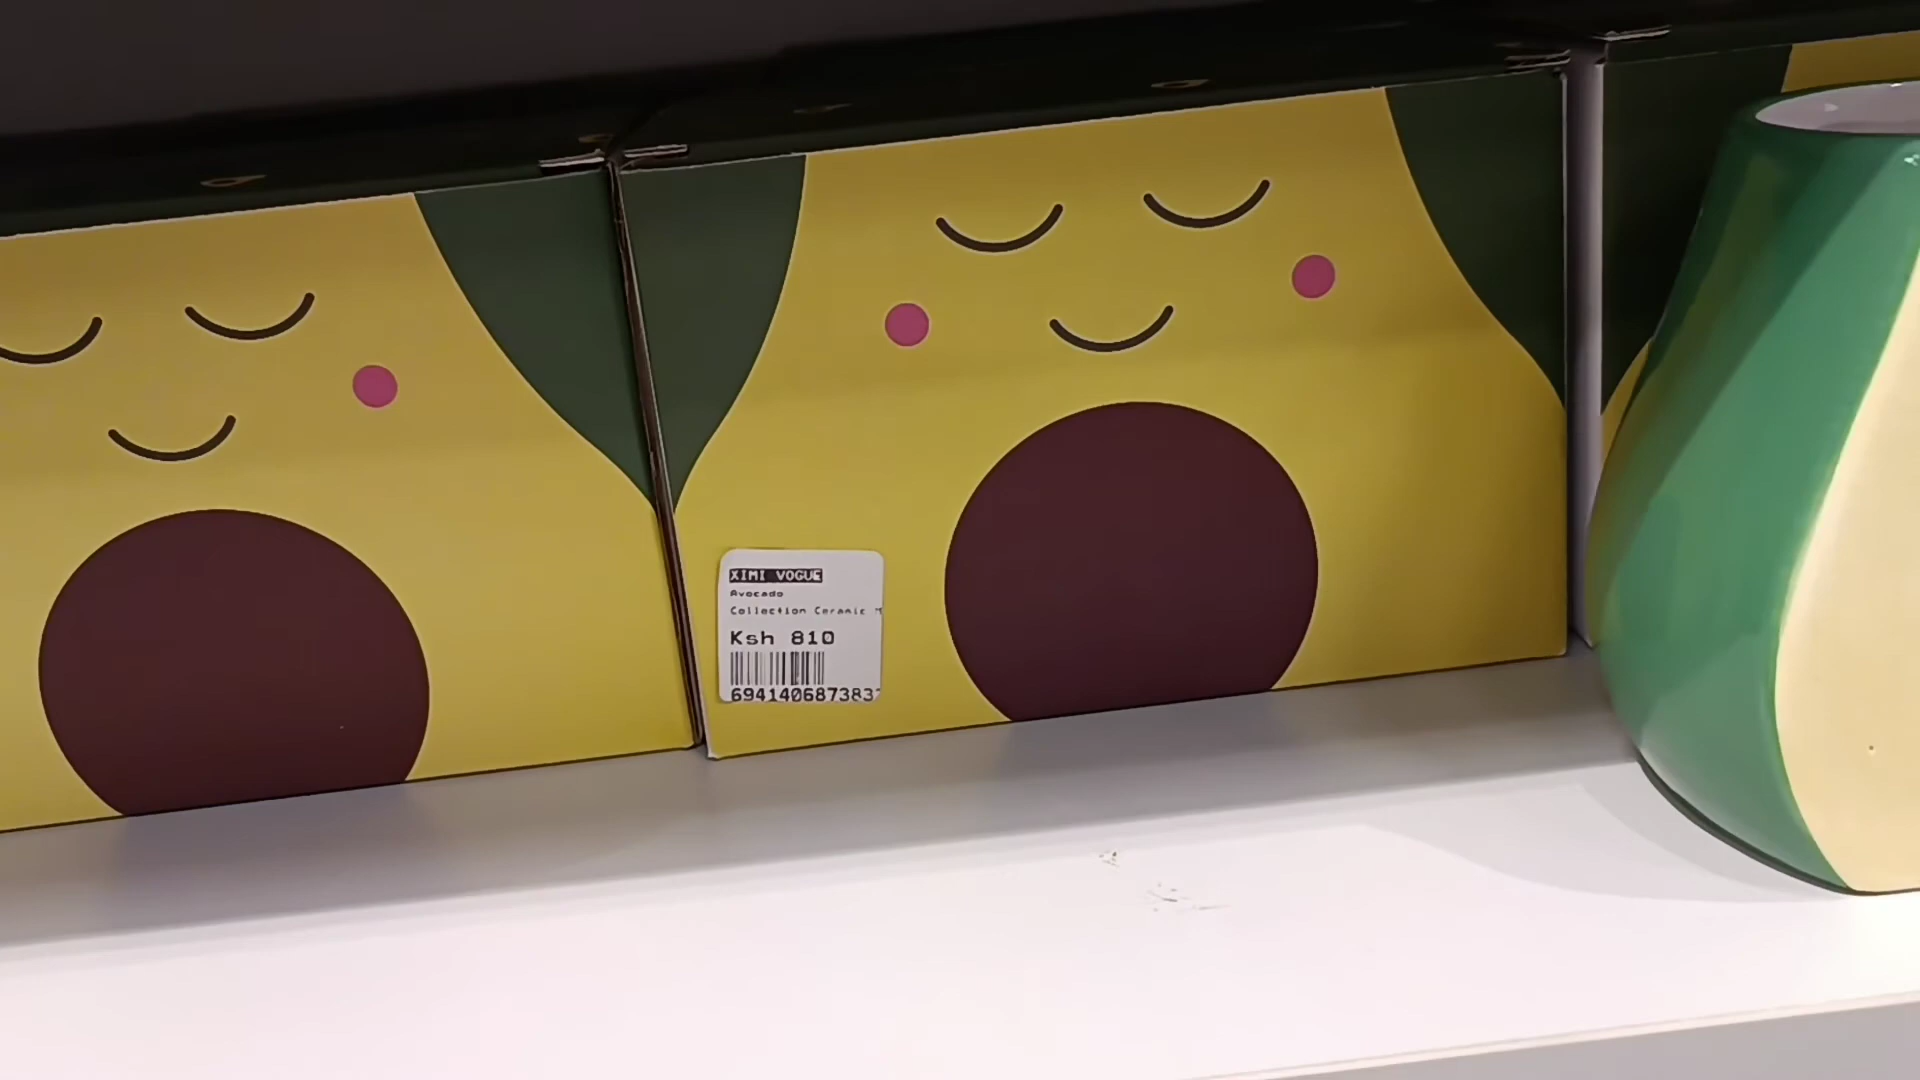 XIMI VOGUE
Avocado
Collection Ceramic M
Ksh 810
694140687383